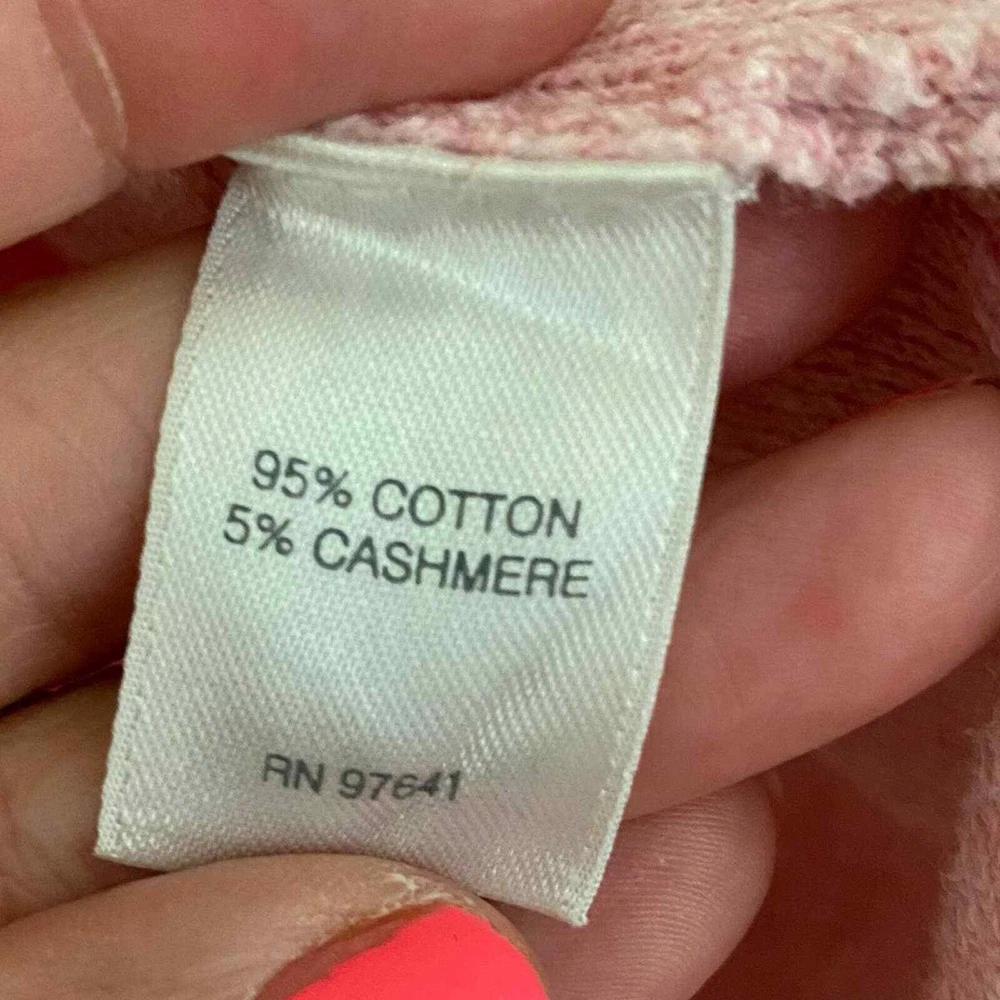 95% COTTON
5% CASHMERE
RN 97641